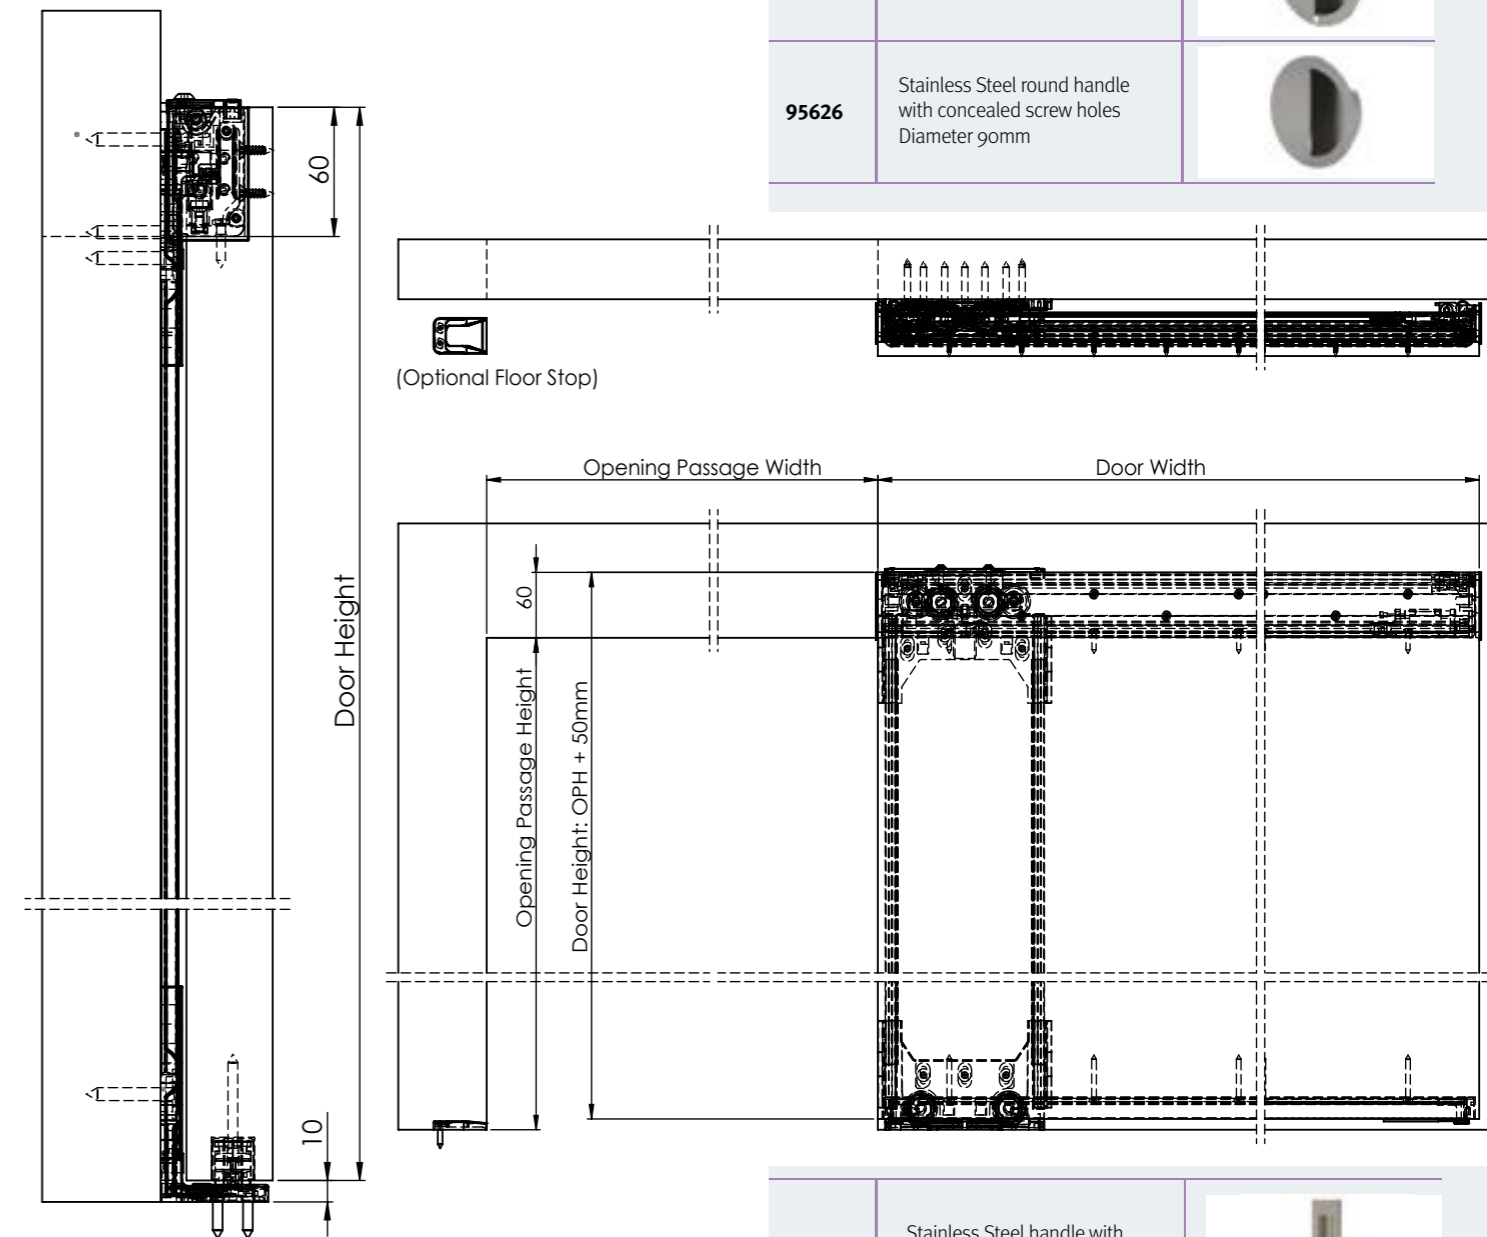 95626
Stainless Steel round handle
with concealed screw holes
Diameter 90mm
60
Door Height
10
(Optional Floor Stop)
Opening Passage Width
Door Width
60
Opening Passage Height
Door Height: OPH + 50mm
Stainless Steel handle with